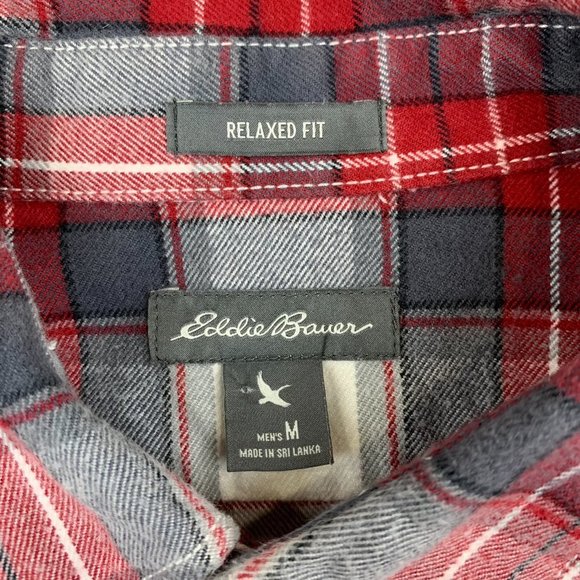 RELAXED FIT
Eddie Bauer
MEN'S M
MADE IN SRI LANKA